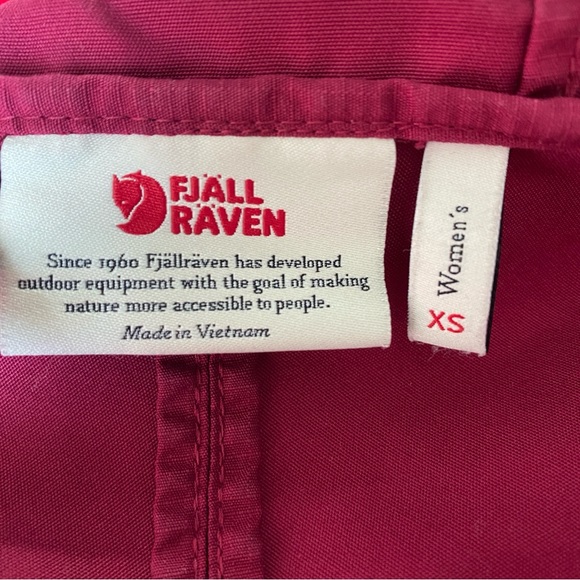 FJÄLL
RÄVEN
Since 1960 Fjällräven has developed
outdoor equipment with the goal of making
nature more accessible to people.
Made in Vietnam
Women's
XS